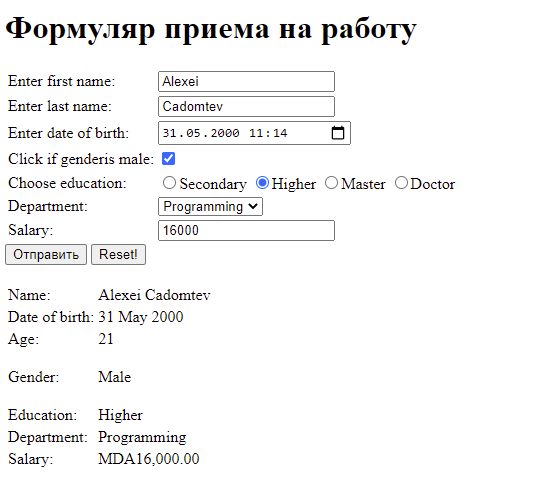 Формуляр приема на работу
Enter first name: Alexei
Enter last name: Cadomtev
Enter date of birth: 31.05.2000 11:14
Click if genderis male:
Choose education: Secondary Higher Master Doctor
Department: Programming
Salary: 16000
Отправить Reset!
Name: Alexei Cadomtev
Date of birth: 31 May 2000
Age: 21
Gender: Male
Education: Higher
Department: Programming
Salary: MDA16,000.00